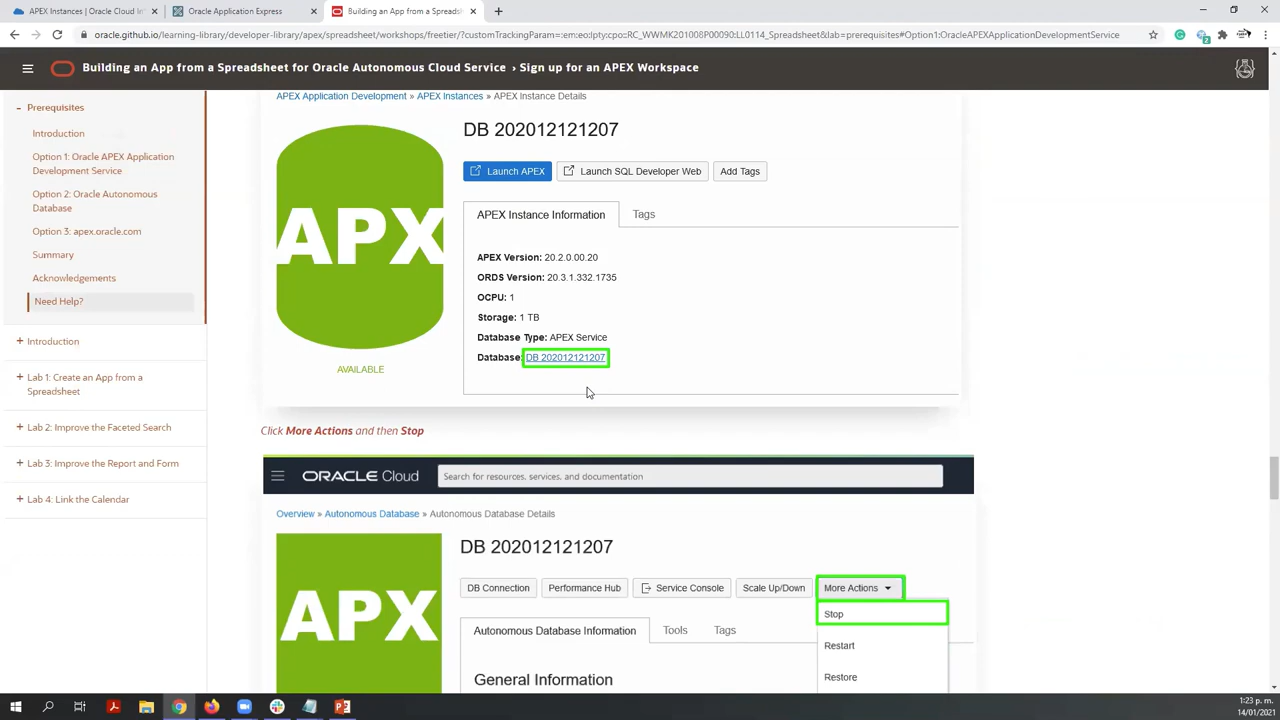 APEX Instances | Oracle Cloud In
Oracle Application Express
Building an App from a Spreadsh
oracle.github.io/learning-library/developer-library/apex/spreadsheet/workshops/freetier/?customTrackingParam=:em:eo:lpty:cpo::RC_WWMK201008P00090:LL0114_Spreadsheet&lab=prerequisites#Option1:OracleAPEXApplicationDevelopmentService
Building an App from a Spreadsheet for Oracle Autonomous Cloud Service › Sign up for an APEX Workspace
- Prerequisites
Introduction
Option 1: Oracle APEX Application
Development Service
Option 2: Oracle Autonomous
Database
Option 3: apex.oracle.com
Summary
Acknowledgements
Need Help?
+ Introduction
+ Lab 1: Create an App from a
Spreadsheet
+ Lab 2: Improve the Faceted Search
+ Lab 3: Improve the Report and Form
+ Lab 4: Link the Calendar
APEX Application Development » APEX Instances » APEX Instance Details
APX
AVAILABLE
DB 202012121207
Launch APEX
Launch SQL Developer Web
Add Tags
APEX Instance Information
Tags
APEX Version: 20.2.0.00.20
ORDS Version: 20.3.1.332.1735
OCPU: 1
Storage: 1 TB
Database Type: APEX Service
Database: DB 202012121207
Click More Actions and then Stop
ORACLE Cloud
Search for resources, services, and documentation
Overview » Autonomous Database » Autonomous Database Details
APX
DB 202012121207
DB Connection
Performance Hub
Service Console
Scale Up/Down
More Actions
Stop
Restart
Restore
Autonomous Database Information
Tools
Tags
General Information
1:23 p. m.
14/01/2021